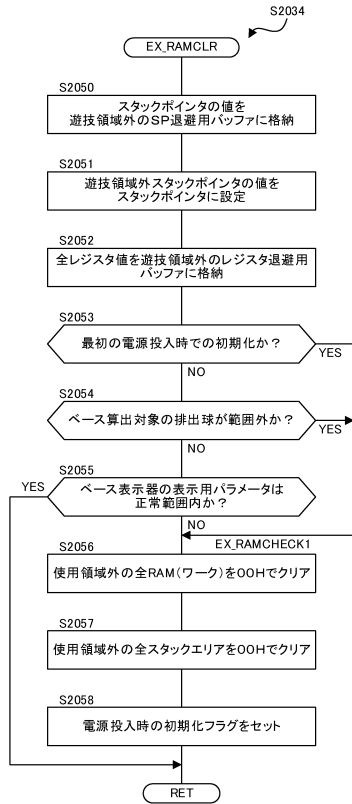 S2034
EX_RAMCLR
S2050
スタックポインタの値を
遊技領域外のSP退避用バッファに格納
S2051
遊技領域外スタックポインタの値を
スタックポインタに設定
S2052
全レジスタ値を遊技領域外のレジスタ退避用
バッファに格納
S2053
最初の電源投入時での初期化か？
YES
NO
S2054
ベース算出対象の排出球が範囲外か？
YES
NO
S2055
YES
ベース表示器の表示用パラメータは
正常範囲内か？
NO
EX_RAMCHECK1
S2056
使用領域外の全RAM（ワーク）を00Hでクリア
S2057
使用領域外の全スタックエリアを00Hでクリア
S2058
電源投入時の初期化フラグをセット
RET